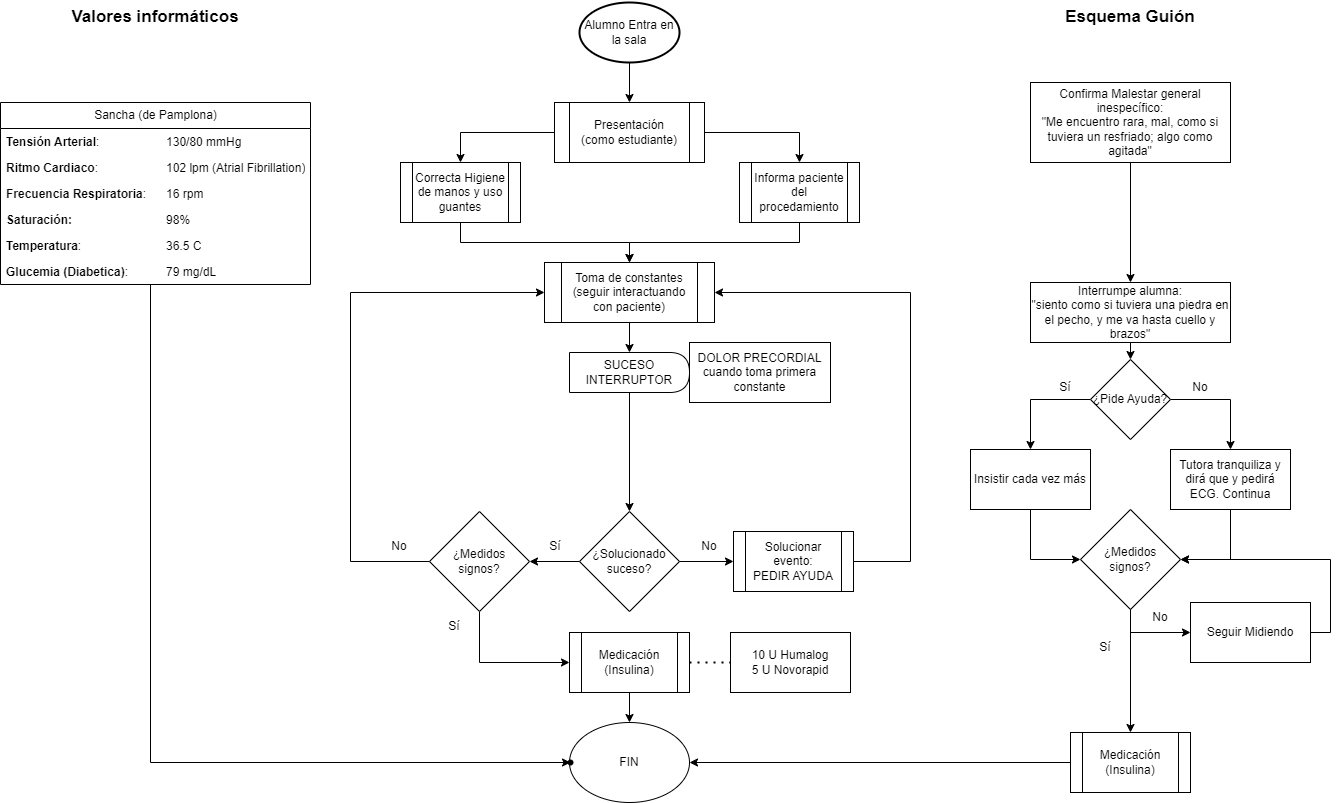 Valores informáticos
Sancha (de Pamplona)
Tensión Arterial: 130/80 mmHg
Ritmo Cardiaco: 102 lpm (Atrial Fibrillation)
Frecuencia Respiratoria: 16 rpm
Saturación: 98%
Temperatura: 36.5 C
Glucemia (Diabetica): 79 mg/dL
Alumno Entra en
la sala
Presentación
(como estudiante)
Correcta Higiene
de manos y uso
guantes
Informa paciente
del
procedamiento
Toma de constantes
(seguir interactuando
con paciente)
SUCESO
INTERRUPTOR
DOLOR PRECORDIAL
cuando toma primera
constante
¿Solucionado
suceso?
Sí
No
¿Medidos
signos?
No
Sí
Solucionar
evento:
PEDIR AYUDA
Medicación
(Insulina)
10 U Humalog
5 U Novorapid
FIN
Esquema Guión
Confirma Malestar general
inespecífico:
"Me encuentro rara, mal, como si
tuviera un resfriado; algo como
agitada"
Interrumpe alumna:
"siento como si tuviera una piedra en
el pecho, y me va hasta cuello y
brazos"
¿Pide Ayuda?
Sí
No
Insistir cada vez más
Tutora tranquiliza y
dirá que y pedirá
ECG. Continua
¿Medidos
signos?
No
Sí
Seguir Midiendo
Medicación
(Insulina)